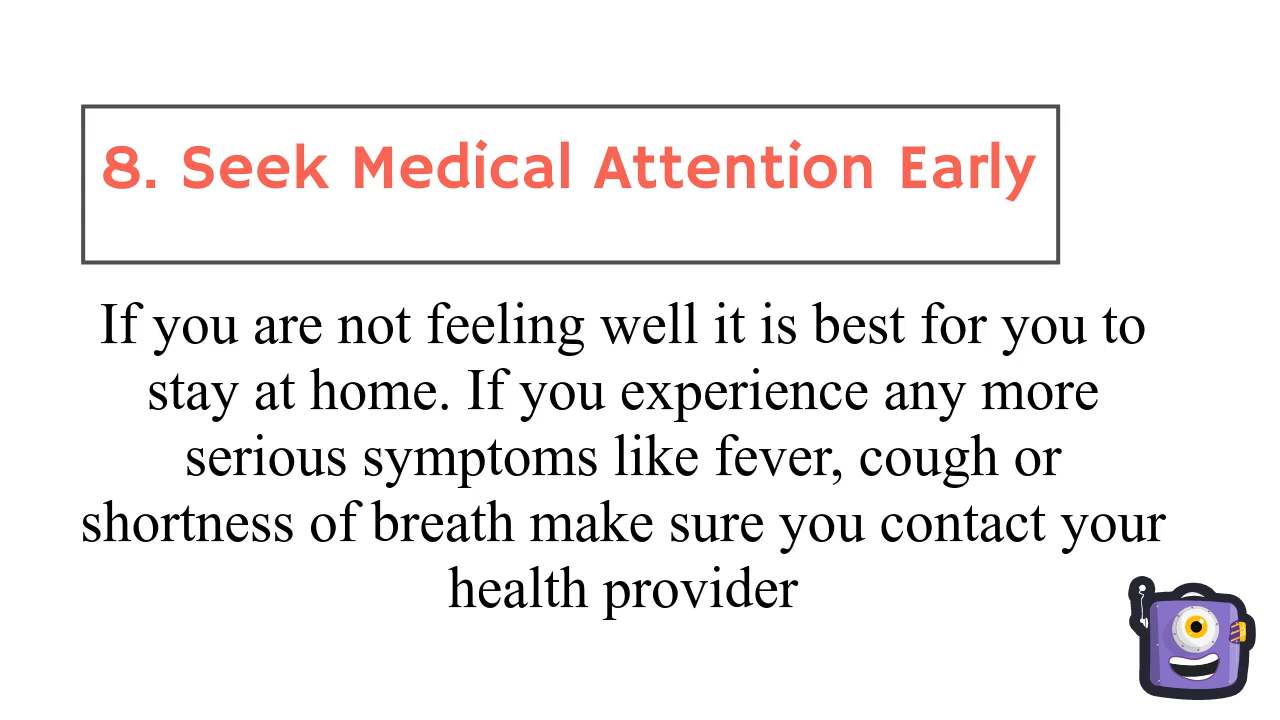 8. Seek Medical Attention Early
If you are not feeling well it is best for you to
stay at home. If you experience any more
serious symptoms like fever, cough or
shortness of breath make sure you contact your
health provider